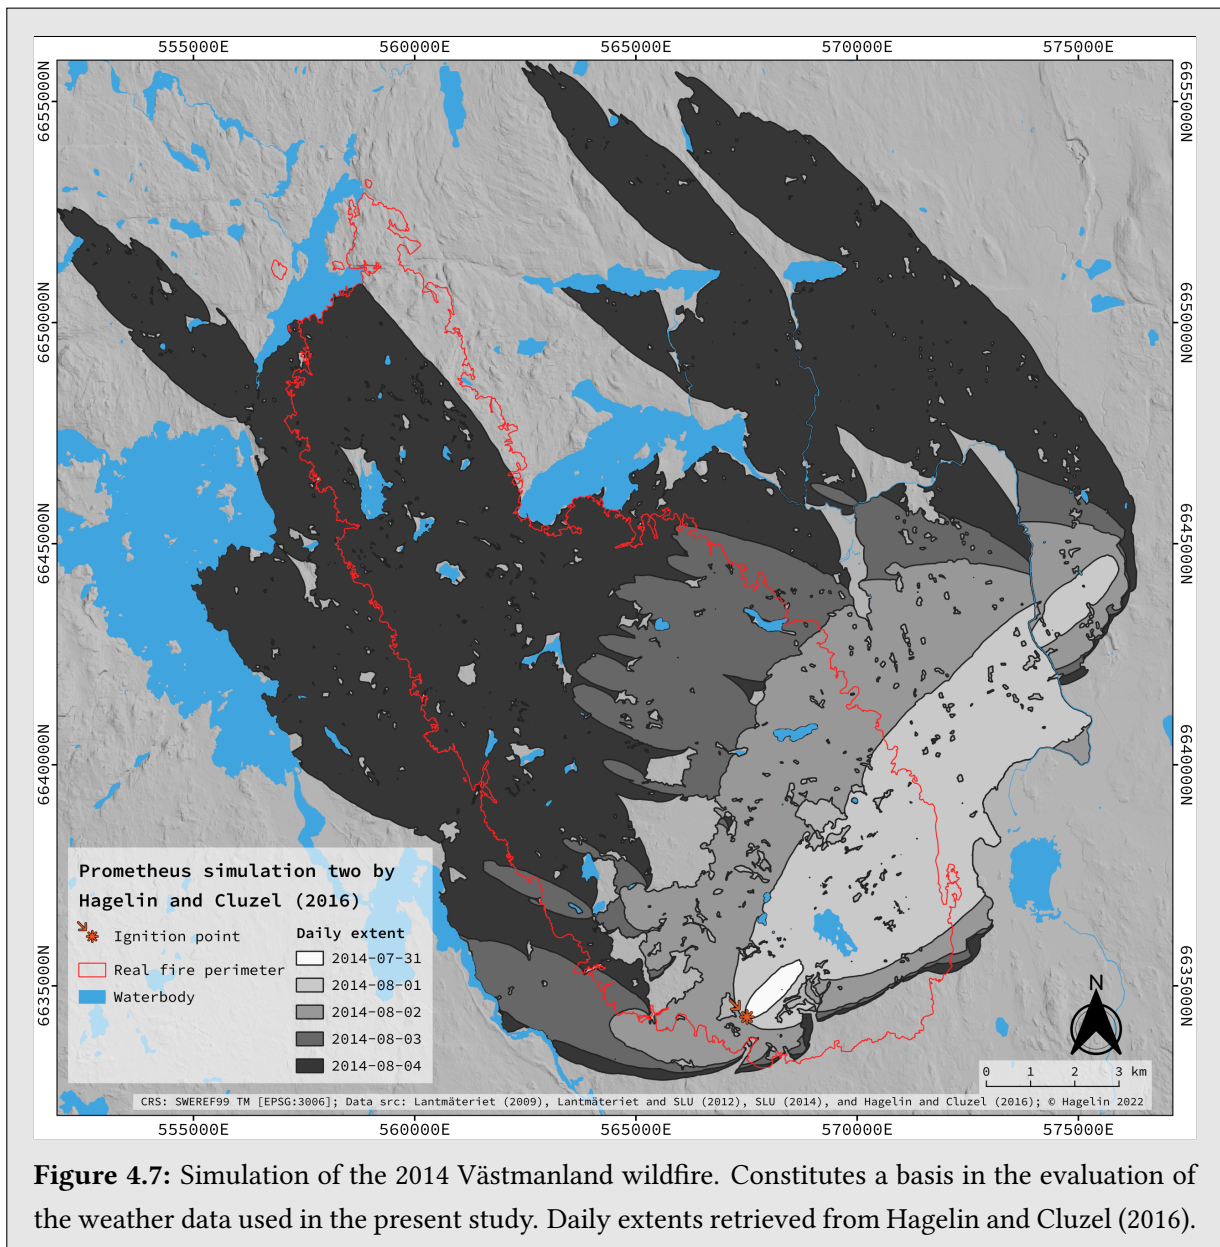 555000E 560000E 565000E 570000E 575000E
6655000N
6650000N
6645000N
6640000N
6635000N
6655000N
6650000N
6645000N
6640000N
6635000N
Prometheus simulation two by
Hagelin and Cluzel (2016)
Ignition point
Real fire perimeter
Waterbody
Daily extent
2014-07-31
2014-08-01
2014-08-02
2014-08-03
2014-08-04
N
0 1 2 3 km
CRS: SWEREF99 TM [EPSG:3006]; Data src: Lantmäteriet (2009), Lantmäteriet and SLU (2012), SLU (2014), and Hagelin and Cluzel (2016); © Hagelin 2022
555000E 560000E 565000E 570000E 575000E
Figure 4.7: Simulation of the 2014 Västmanland wildfire. Constitutes a basis in the evaluation of
the weather data used in the present study. Daily extents retrieved from Hagelin and Cluzel (2016).